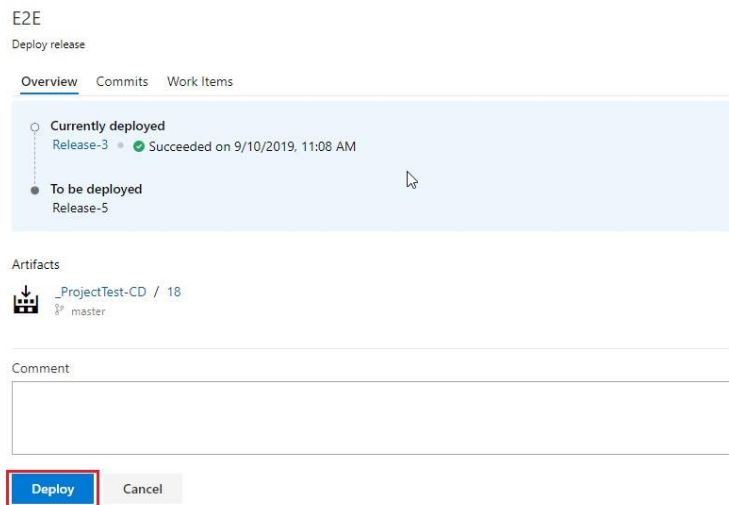 E2E
Deploy release
Overview Commits Work Items
Currently deployed
Release-3 Succeeded on 9/10/2019, 11:08 AM
To be deployed
Release-5
Artifacts
_ProjectTest-CD / 18
master
Comment
Deploy Cancel